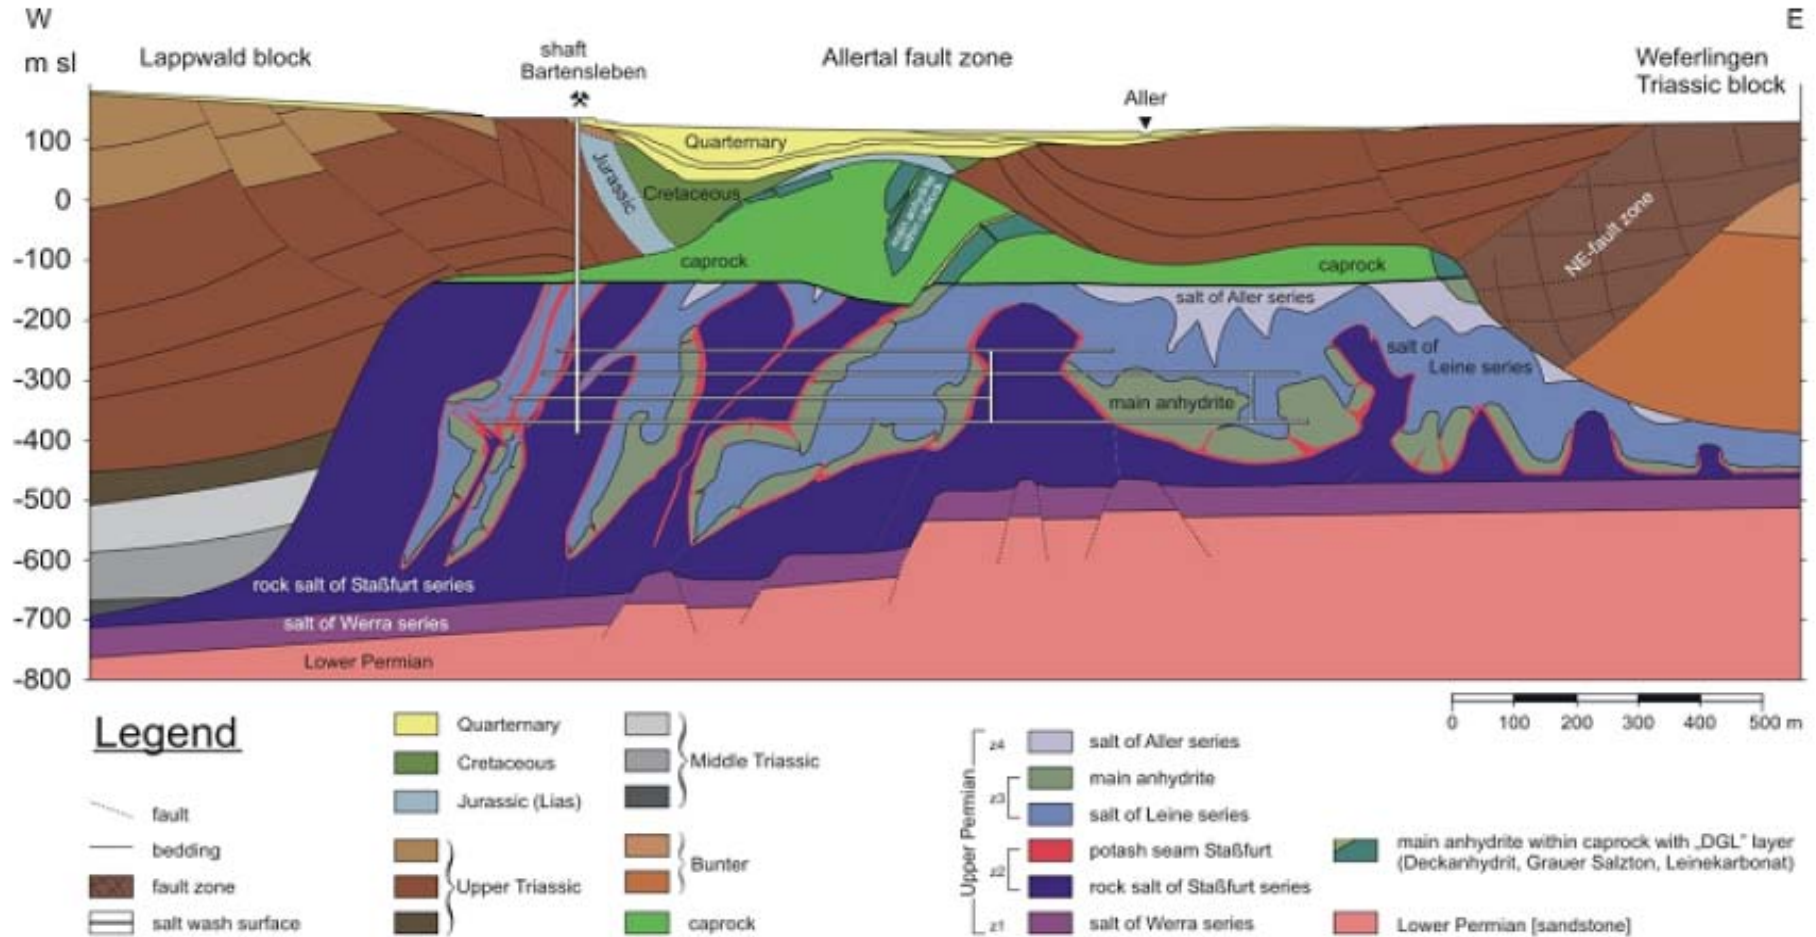 W
E
m sl
Lappwald block
shaft
Bartensleben
Allertal fault zone
Aller
Weferlingen
Triassic block
100
0
-100
-200
-300
-400
-500
-600
-700
-800
Quarternary
Jurassic
Cretaceous
main anhydrite
within caprock
caprock
caprock
NE-fault zone
salt of Aller series
salt of
Leine series
main anhydrite
rock salt of Staßfurt series
salt of Werra series
Lower Permian
0 100 200 300 400 500 m
Legend
fault
bedding
fault zone
salt wash surface
Quarternary
Cretaceous
Jurassic (Lias)
Upper Triassic
Middle Triassic
Bunter
caprock
Upper Permian
z4
z3
z2
z1
salt of Aller series
main anhydrite
salt of Leine series
potash seam Staßfurt
rock salt of Staßfurt series
salt of Werra series
main anhydrite within caprock with „DGL" layer
(Deckanhydrit, Grauer Salzton, Leinekarbonat)
Lower Permian [sandstone]